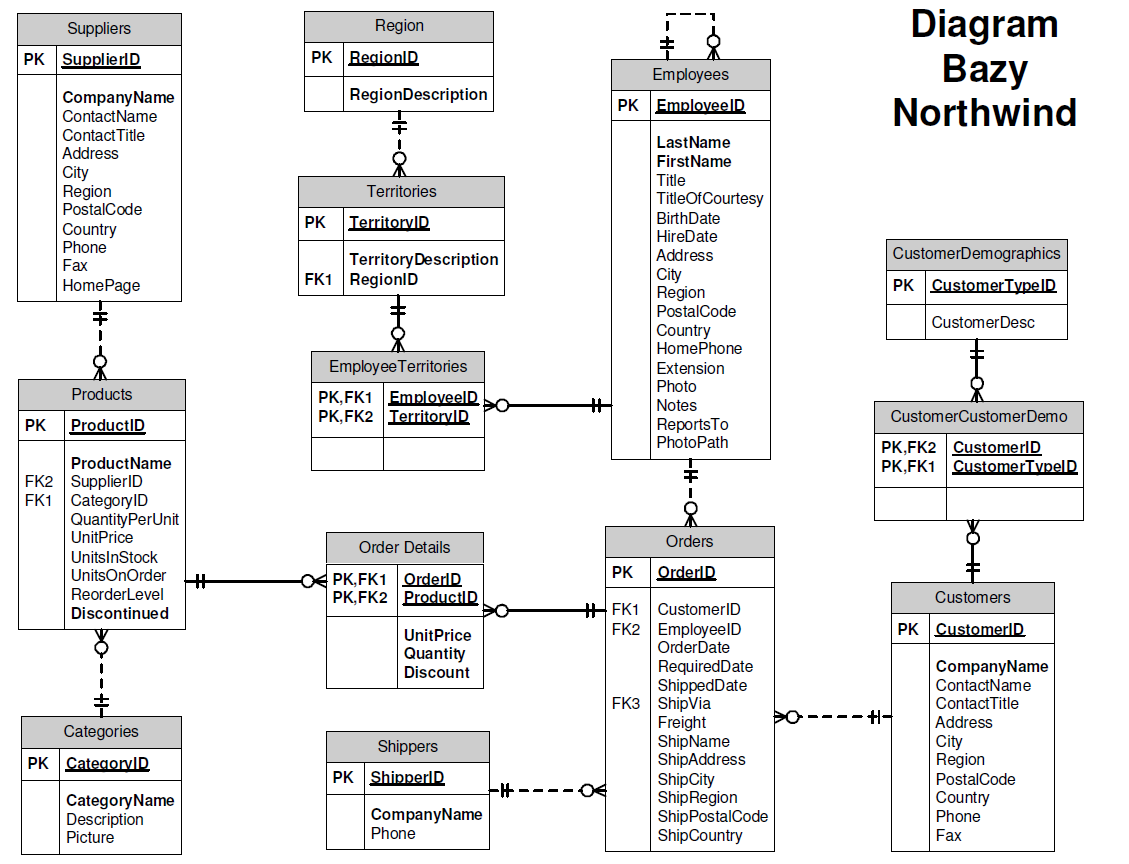 Diagram
Bazy
Northwind
Suppliers
PK SupplierID
CompanyName
ContactName
ContactTitle
Address
City
Region
PostalCode
Country
Phone
Fax
HomePage
Region
PK RegionID
RegionDescription
Territories
PK TerritoryID
TerritoryDescription
FK1 RegionID
EmployeeTerritories
PK,FK1 EmployeeID
PK,FK2 TerritoryID
Employees
PK EmployeeID
LastName
FirstName
Title
TitleOfCourtesy
BirthDate
HireDate
Address
City
Region
PostalCode
Country
HomePhone
Extension
Photo
Notes
ReportsTo
PhotoPath
CustomerDemographics
PK CustomerTypeID
CustomerDesc
CustomerCustomerDemo
PK,FK2 CustomerID
PK,FK1 CustomerTypeID
Products
PK ProductID
ProductName
FK2 SupplierID
FK1 CategoryID
QuantityPerUnit
UnitPrice
UnitsInStock
UnitsOnOrder
ReorderLevel
Discontinued
Order Details
PK,FK1 OrderID
PK,FK2 ProductID
UnitPrice
Quantity
Discount
Orders
PK OrderID
FK1 CustomerID
FK2 EmployeeID
OrderDate
RequiredDate
ShippedDate
FK3 ShipVia
Freight
ShipName
ShipAddress
ShipCity
ShipRegion
ShipPostalCode
ShipCountry
Customers
PK CustomerID
CompanyName
ContactName
ContactTitle
Address
City
Region
PostalCode
Country
Phone
Fax
Categories
PK CategoryID
CategoryName
Description
Picture
Shippers
PK ShipperID
CompanyName
Phone